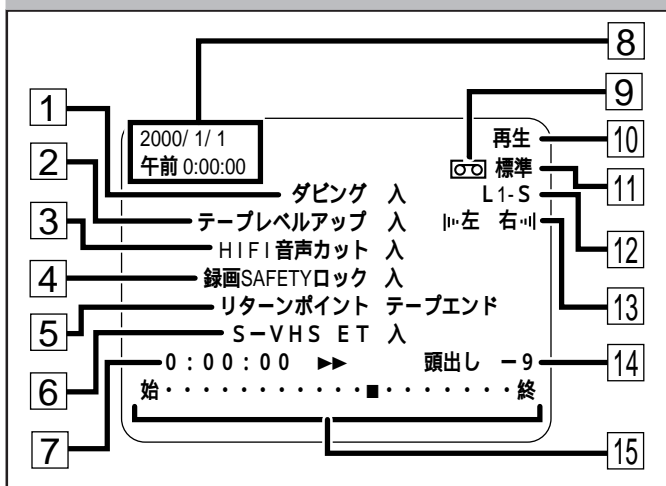 8
9
1
2000/ 1/ 1
再生
10
午前 0:00:00
標準
11
2
ダビング 入
L1-S
12
テープレベルアップ 入
左 右
13
3
HIFI音声カット 入
4
録画SAFETYロック 入
5
リターンポイント テープエンド
S-VHS ET 入
6
0:00:00 ▶▶ 頭出し -9
14
始・・・・・・・・・・・・■・・・・・・・終
7
15